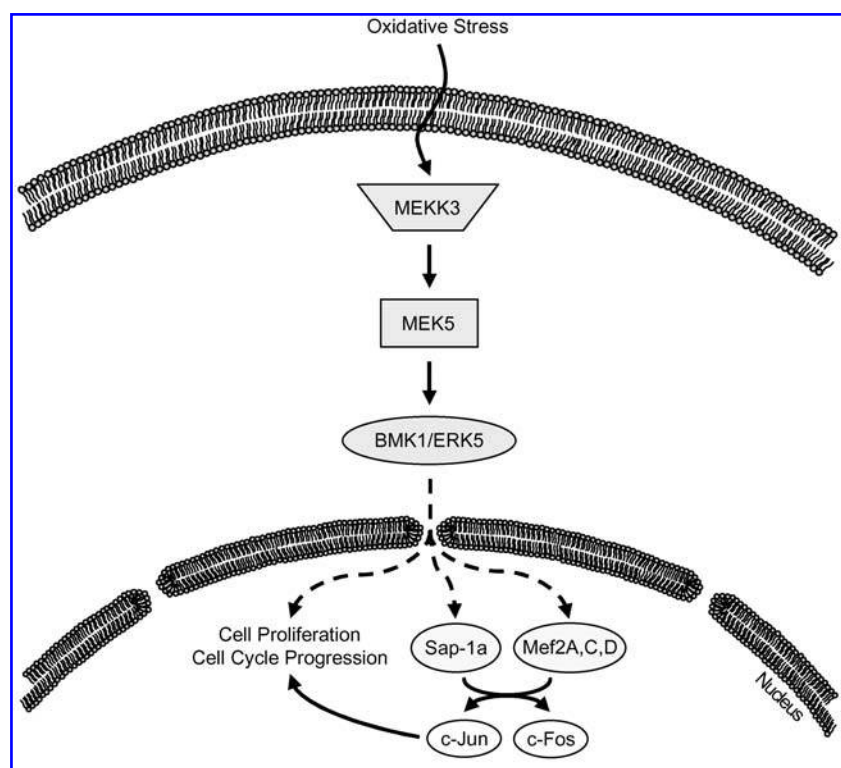 Oxidative Stress
MEKK3
MEK5
BMK1/ERK5
Cell Proliferation
Cell Cycle Progression
Sap-1a
Mef2A,C,D
Nucleus
c-Jun
c-Fos